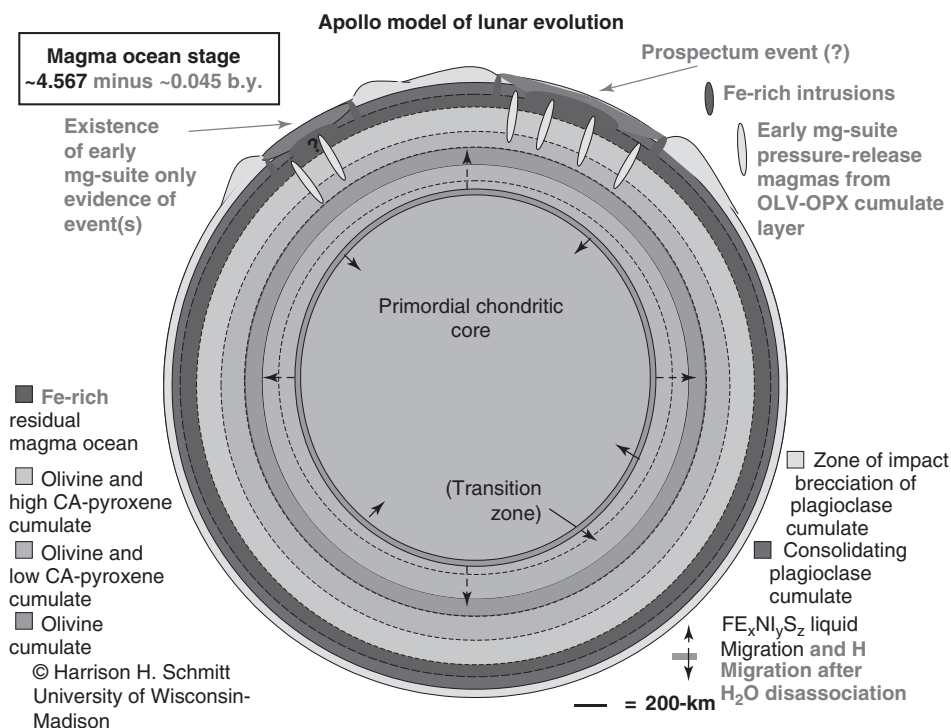 Apollo model of lunar evolution
Magma ocean stage
~4.567 minus ~0.045 b.y.
Prospectum event (?)
Fe-rich intrusions
Existence
of early
mg-suite only
evidence of
event(s)
?
Early mg-suite
pressure-release
magmas from
OLV-OPX cumulate
layer
Primordial chondritic
core
(Transition
zone)
Fe-rich
residual
magma ocean
Olivine and
high CA-pyroxene
cumulate
Olivine and
low CA-pyroxene
cumulate
Olivine
cumulate
© Harrison H. Schmitt
University of Wisconsin-
Madison
Zone of impact
brecciation of
plagioclase
cumulate
Consolidating
plagioclase
cumulate
FExNIySz liquid
Migration and H
Migration after
H2O disassociation
= 200-km